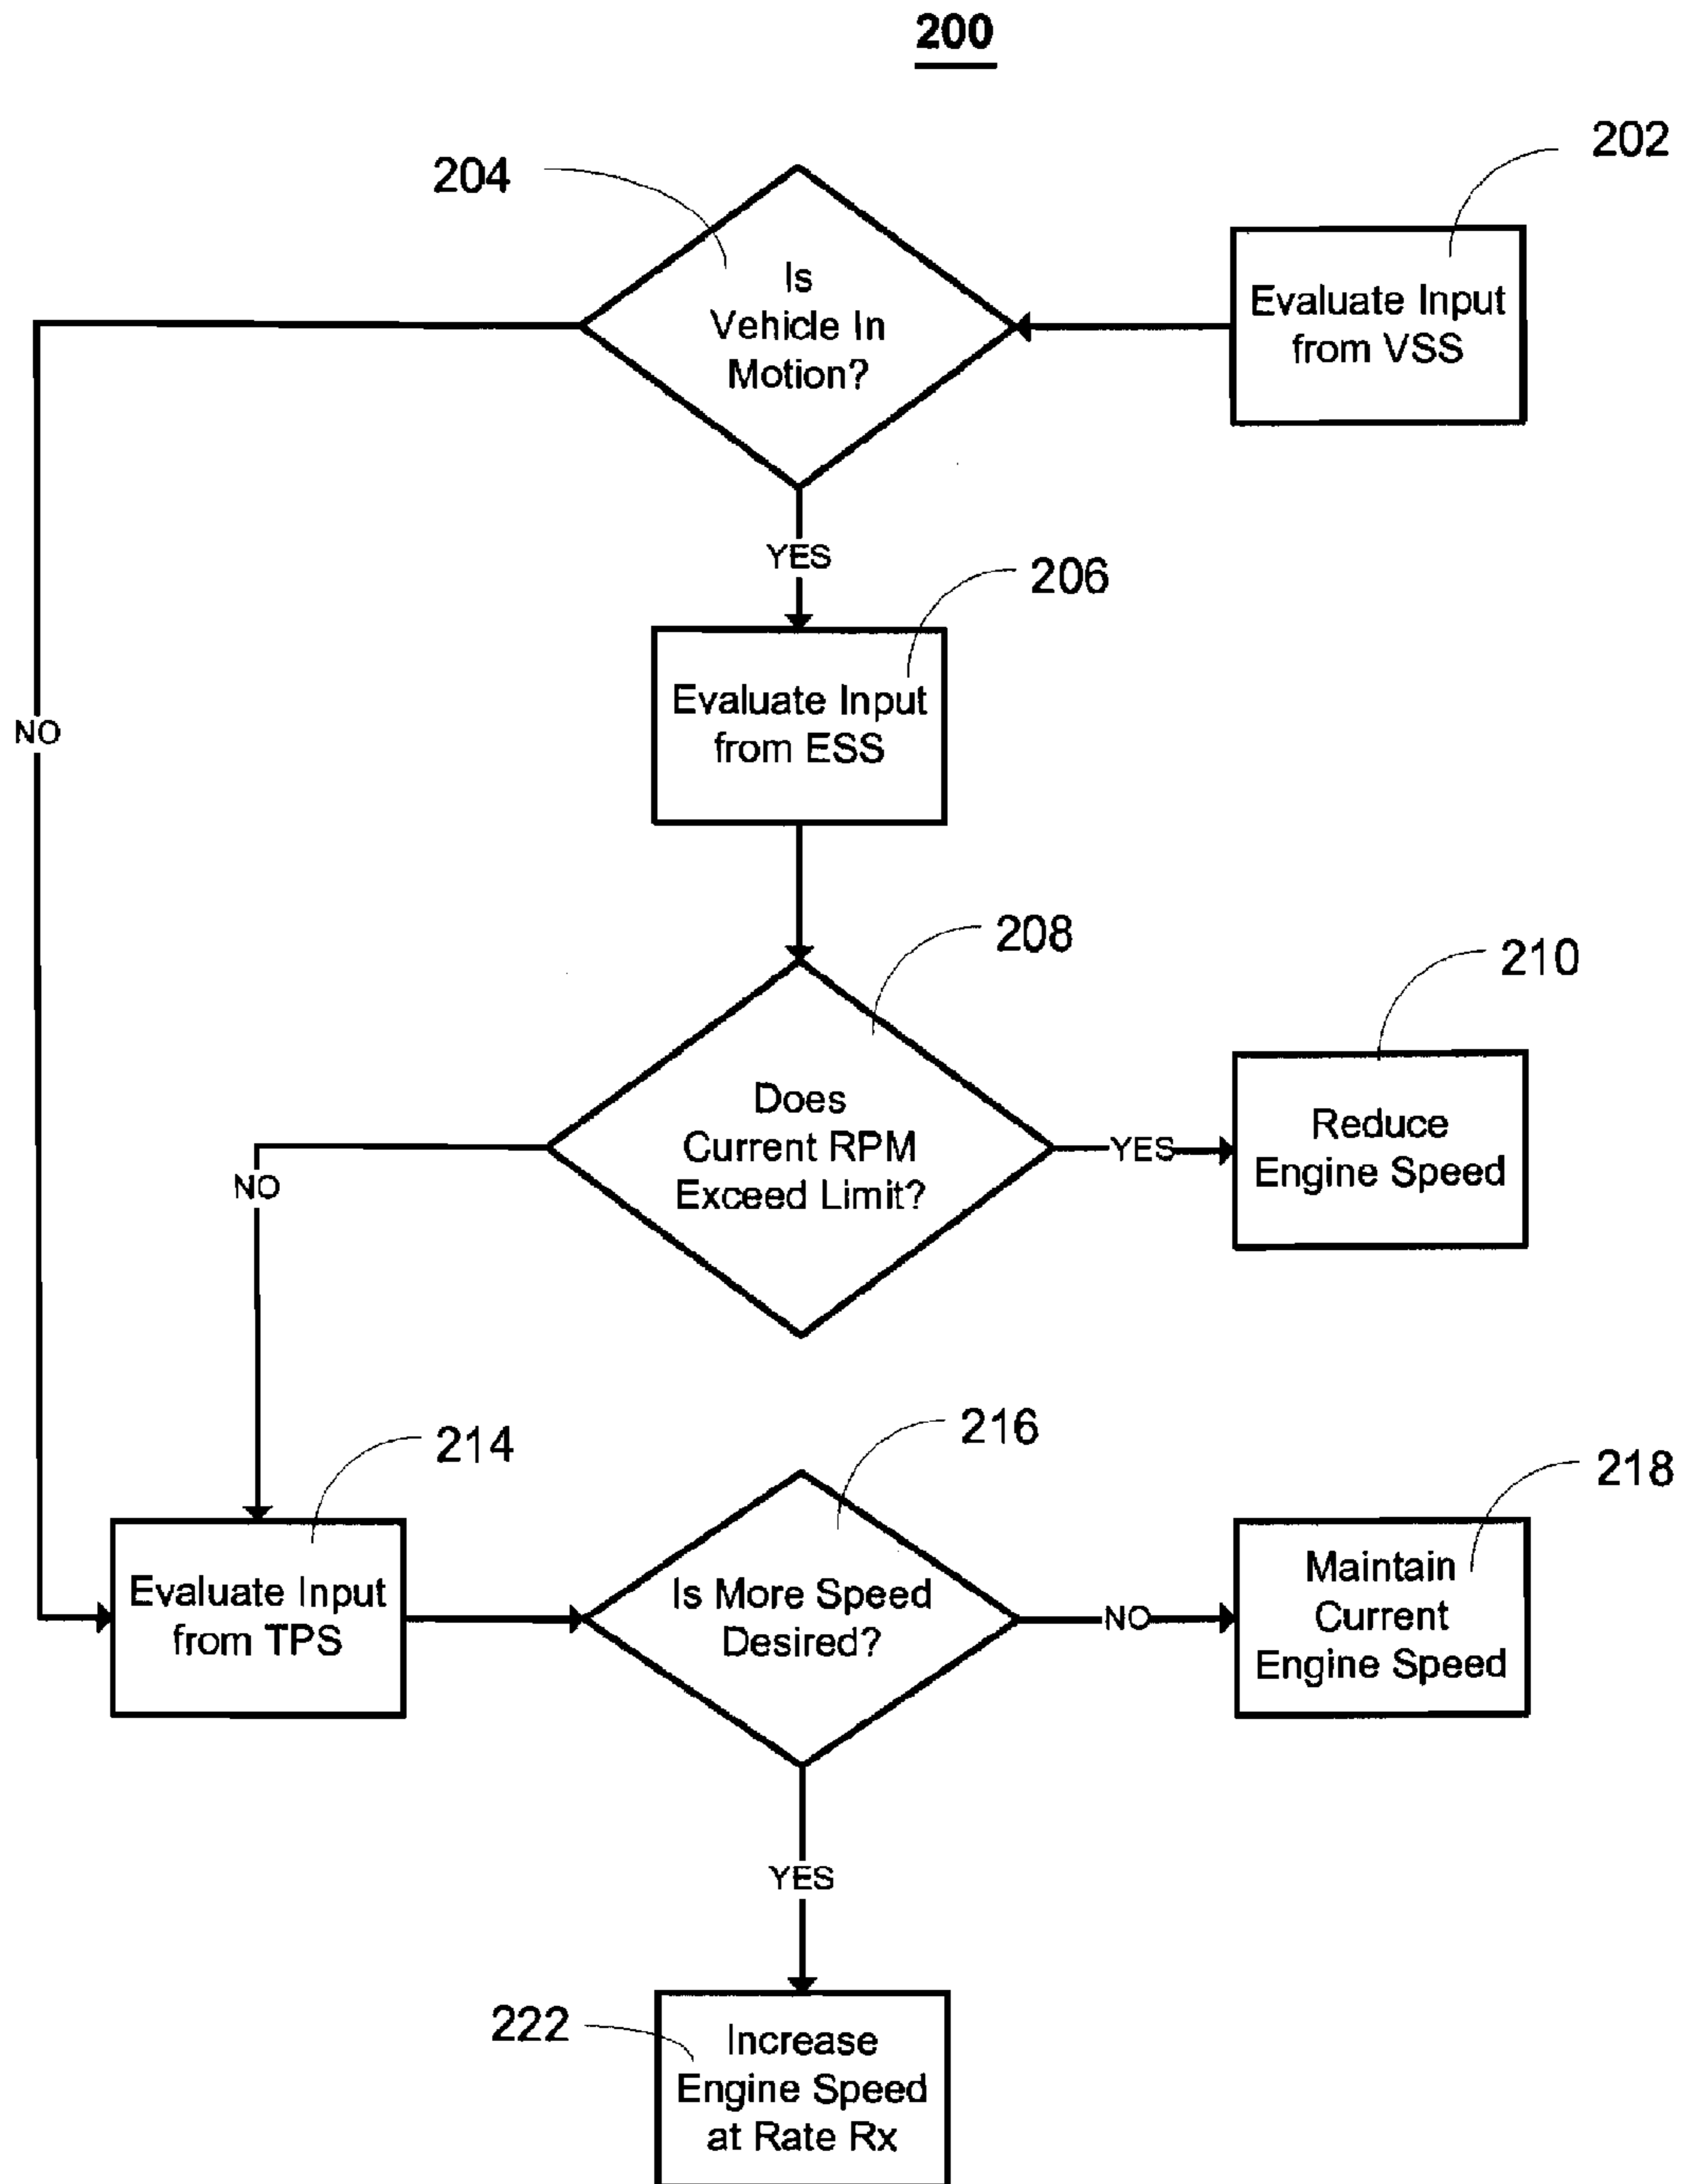 200
204
202
Is
Vehicle In
Motion?
Evaluate Input
from VSS
YES
206
Evaluate Input
from ESS
NO
208
210
Does
Current RPM
Exceed Limit?
YES
Reduce
Engine Speed
NO
214
216
218
Evaluate Input
from TPS
Is More Speed
Desired?
NO
Maintain
Current
Engine Speed
YES
222
Increase
Engine Speed
at Rate Rx